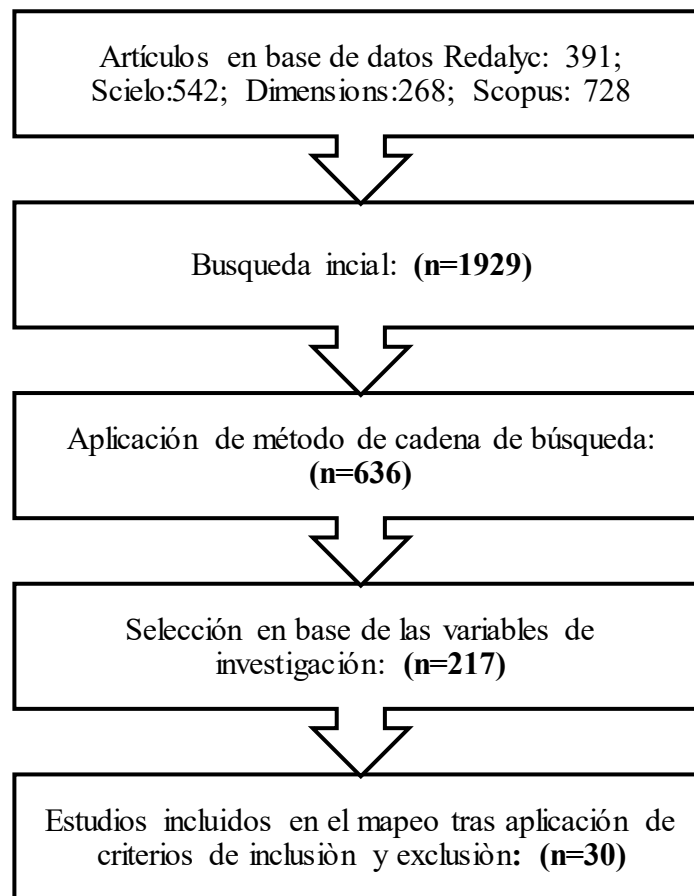 Artículos en base de datos Redalyc: 391;
Scielo:542; Dimensions:268; Scopus: 728
Busqueda incial: (n=1929)
Aplicación de método de cadena de búsqueda:
(n=636)
Selección en base de las variables de
investigación: (n=217)
Estudios incluidos en el mapeo tras aplicación de
criterios de inclusiòn y exclusiòn: (n=30)